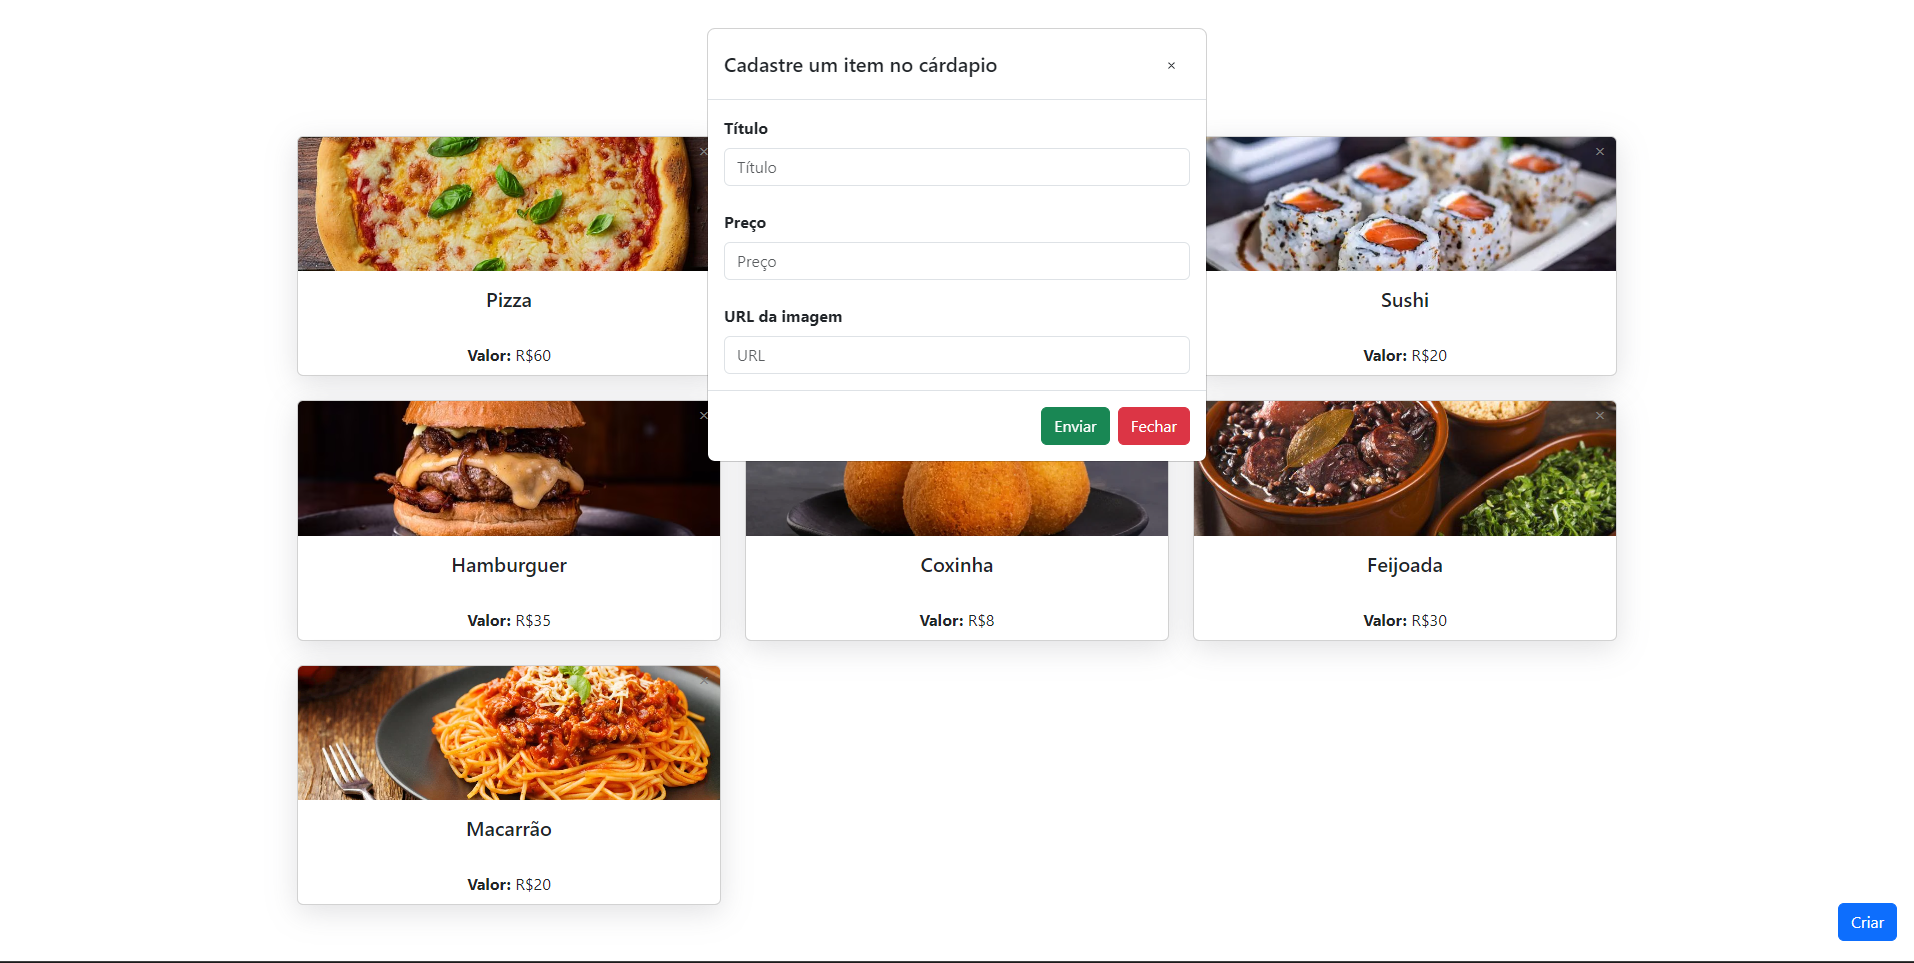 Cadastre um item no cárdapio ×
Título
Título
Preço
Preço
URL da imagem
URL
Enviar Fechar
×
Pizza
Valor: R$60
×
Sushi
Valor: R$20
×
Hamburguer
Valor: R$35
Coxinha
Valor: R$8
×
Feijoada
Valor: R$30
×
Macarrão
Valor: R$20
Criar